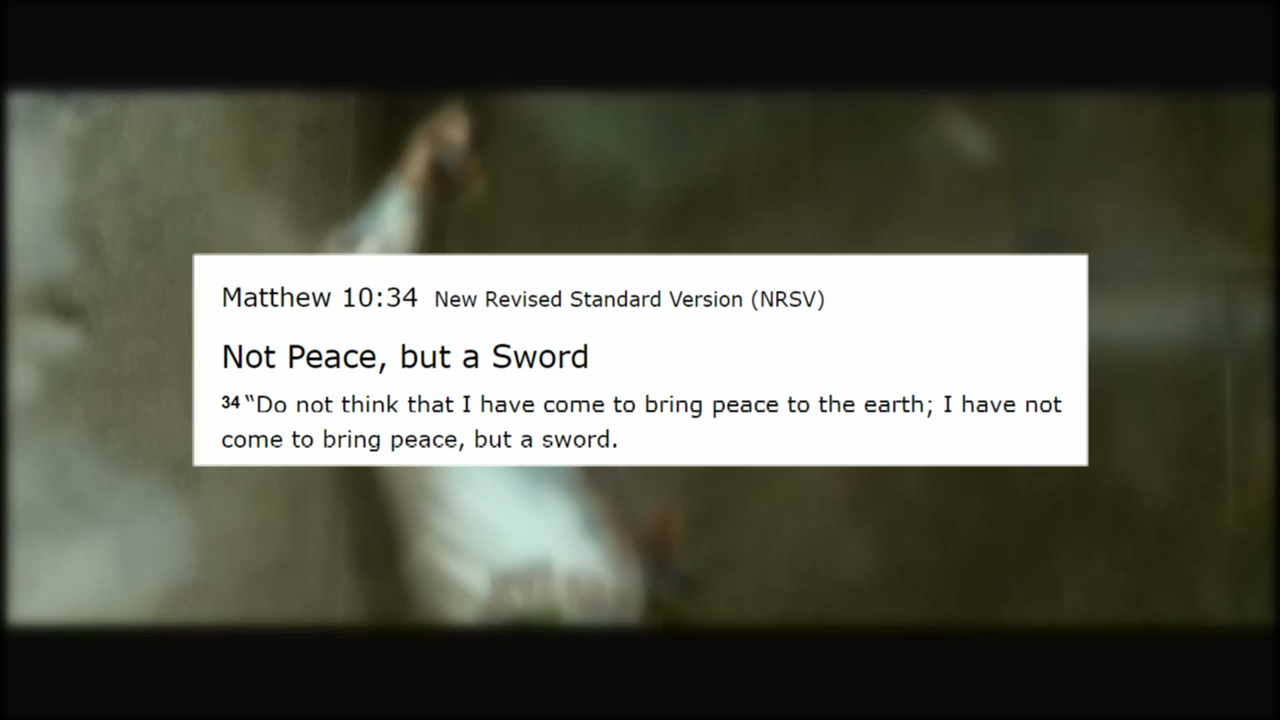 Matthew 10:34 New Revised Standard Version (NRSV)
Not Peace, but a Sword
34 “Do not think that I have come to bring peace to the earth; I have not
come to bring peace, but a sword.